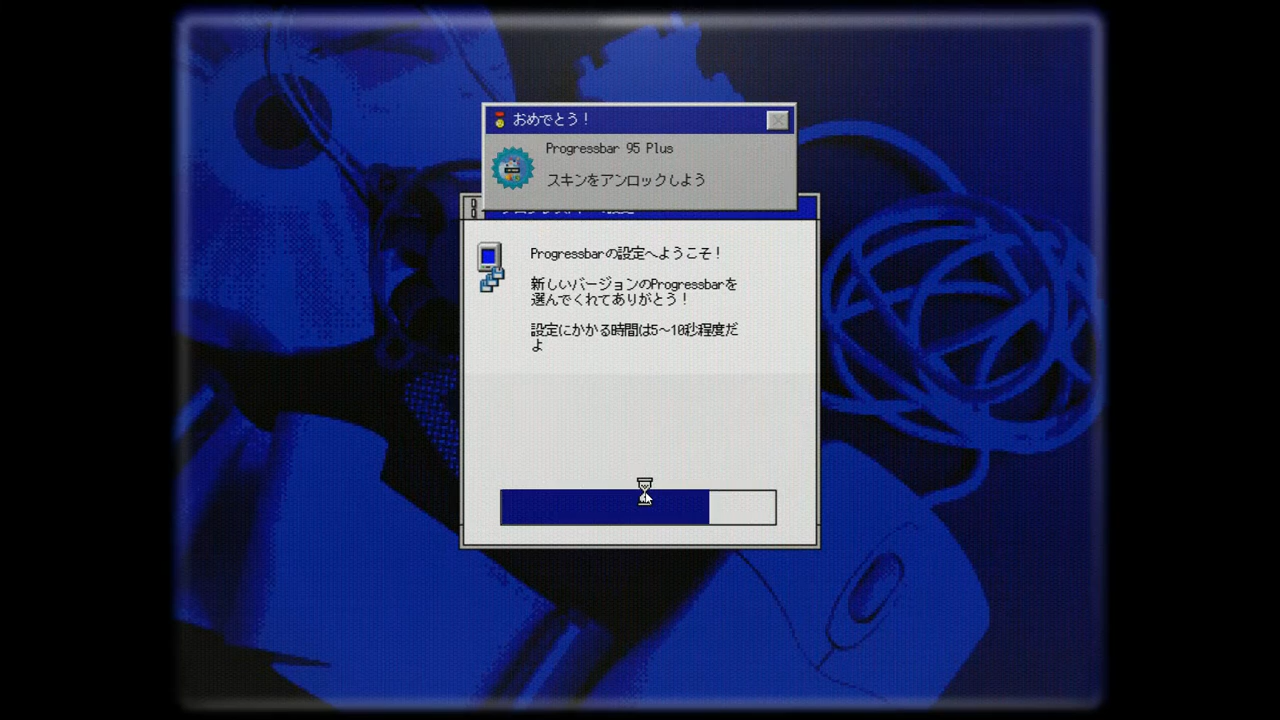 おめでとう！
Progressbar 95 Plus
スキンをアンロックしよう
Progressbarの設定へようこそ！
新しいバージョンのProgressbarを
選んでくれてありがとう！
設定にかかる時間は5～10秒程度だ
よ